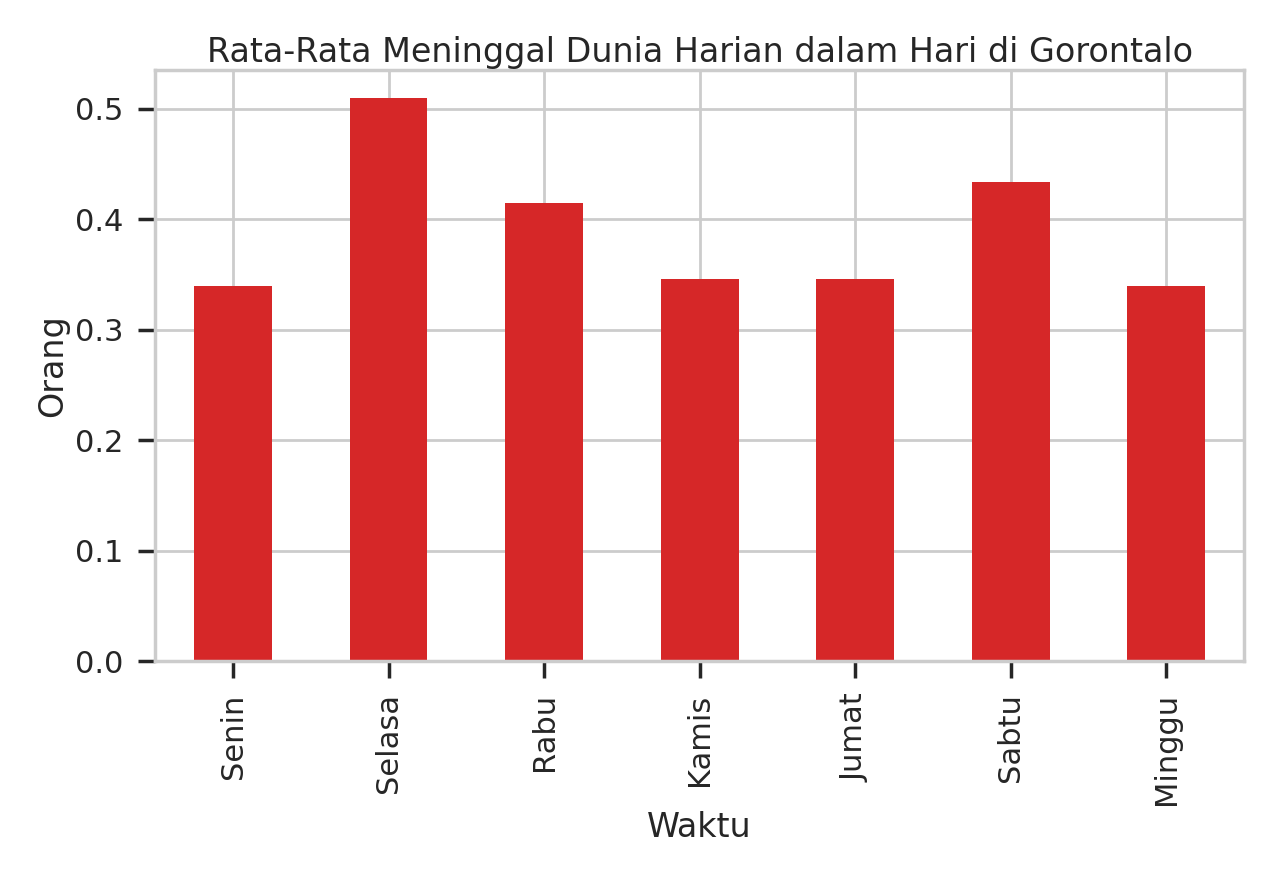 Rata-Rata Meninggal Dunia Harian dalam Hari di Gorontalo
Orang
0.5
0.4
0.3
0.2
0.1
0.0
Senin
Selasa
Rabu
Kamis
Jumat
Sabtu
Minggu
Waktu